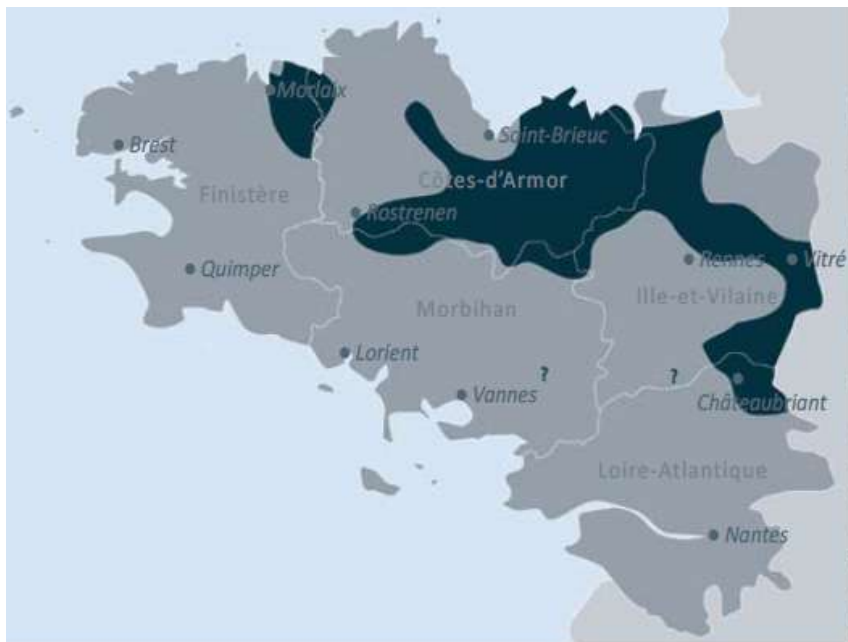 Morlaix
Saint-Brieuc
Brest
Côtes-d'Armor
Finistère
Rostrenen
Quimper
Rennes
Vitré
Ille-et-Vilaine
Morbihan
Lorient
?
?
Vannes
Châteaubriant
Loire-Atlantique
Nantes